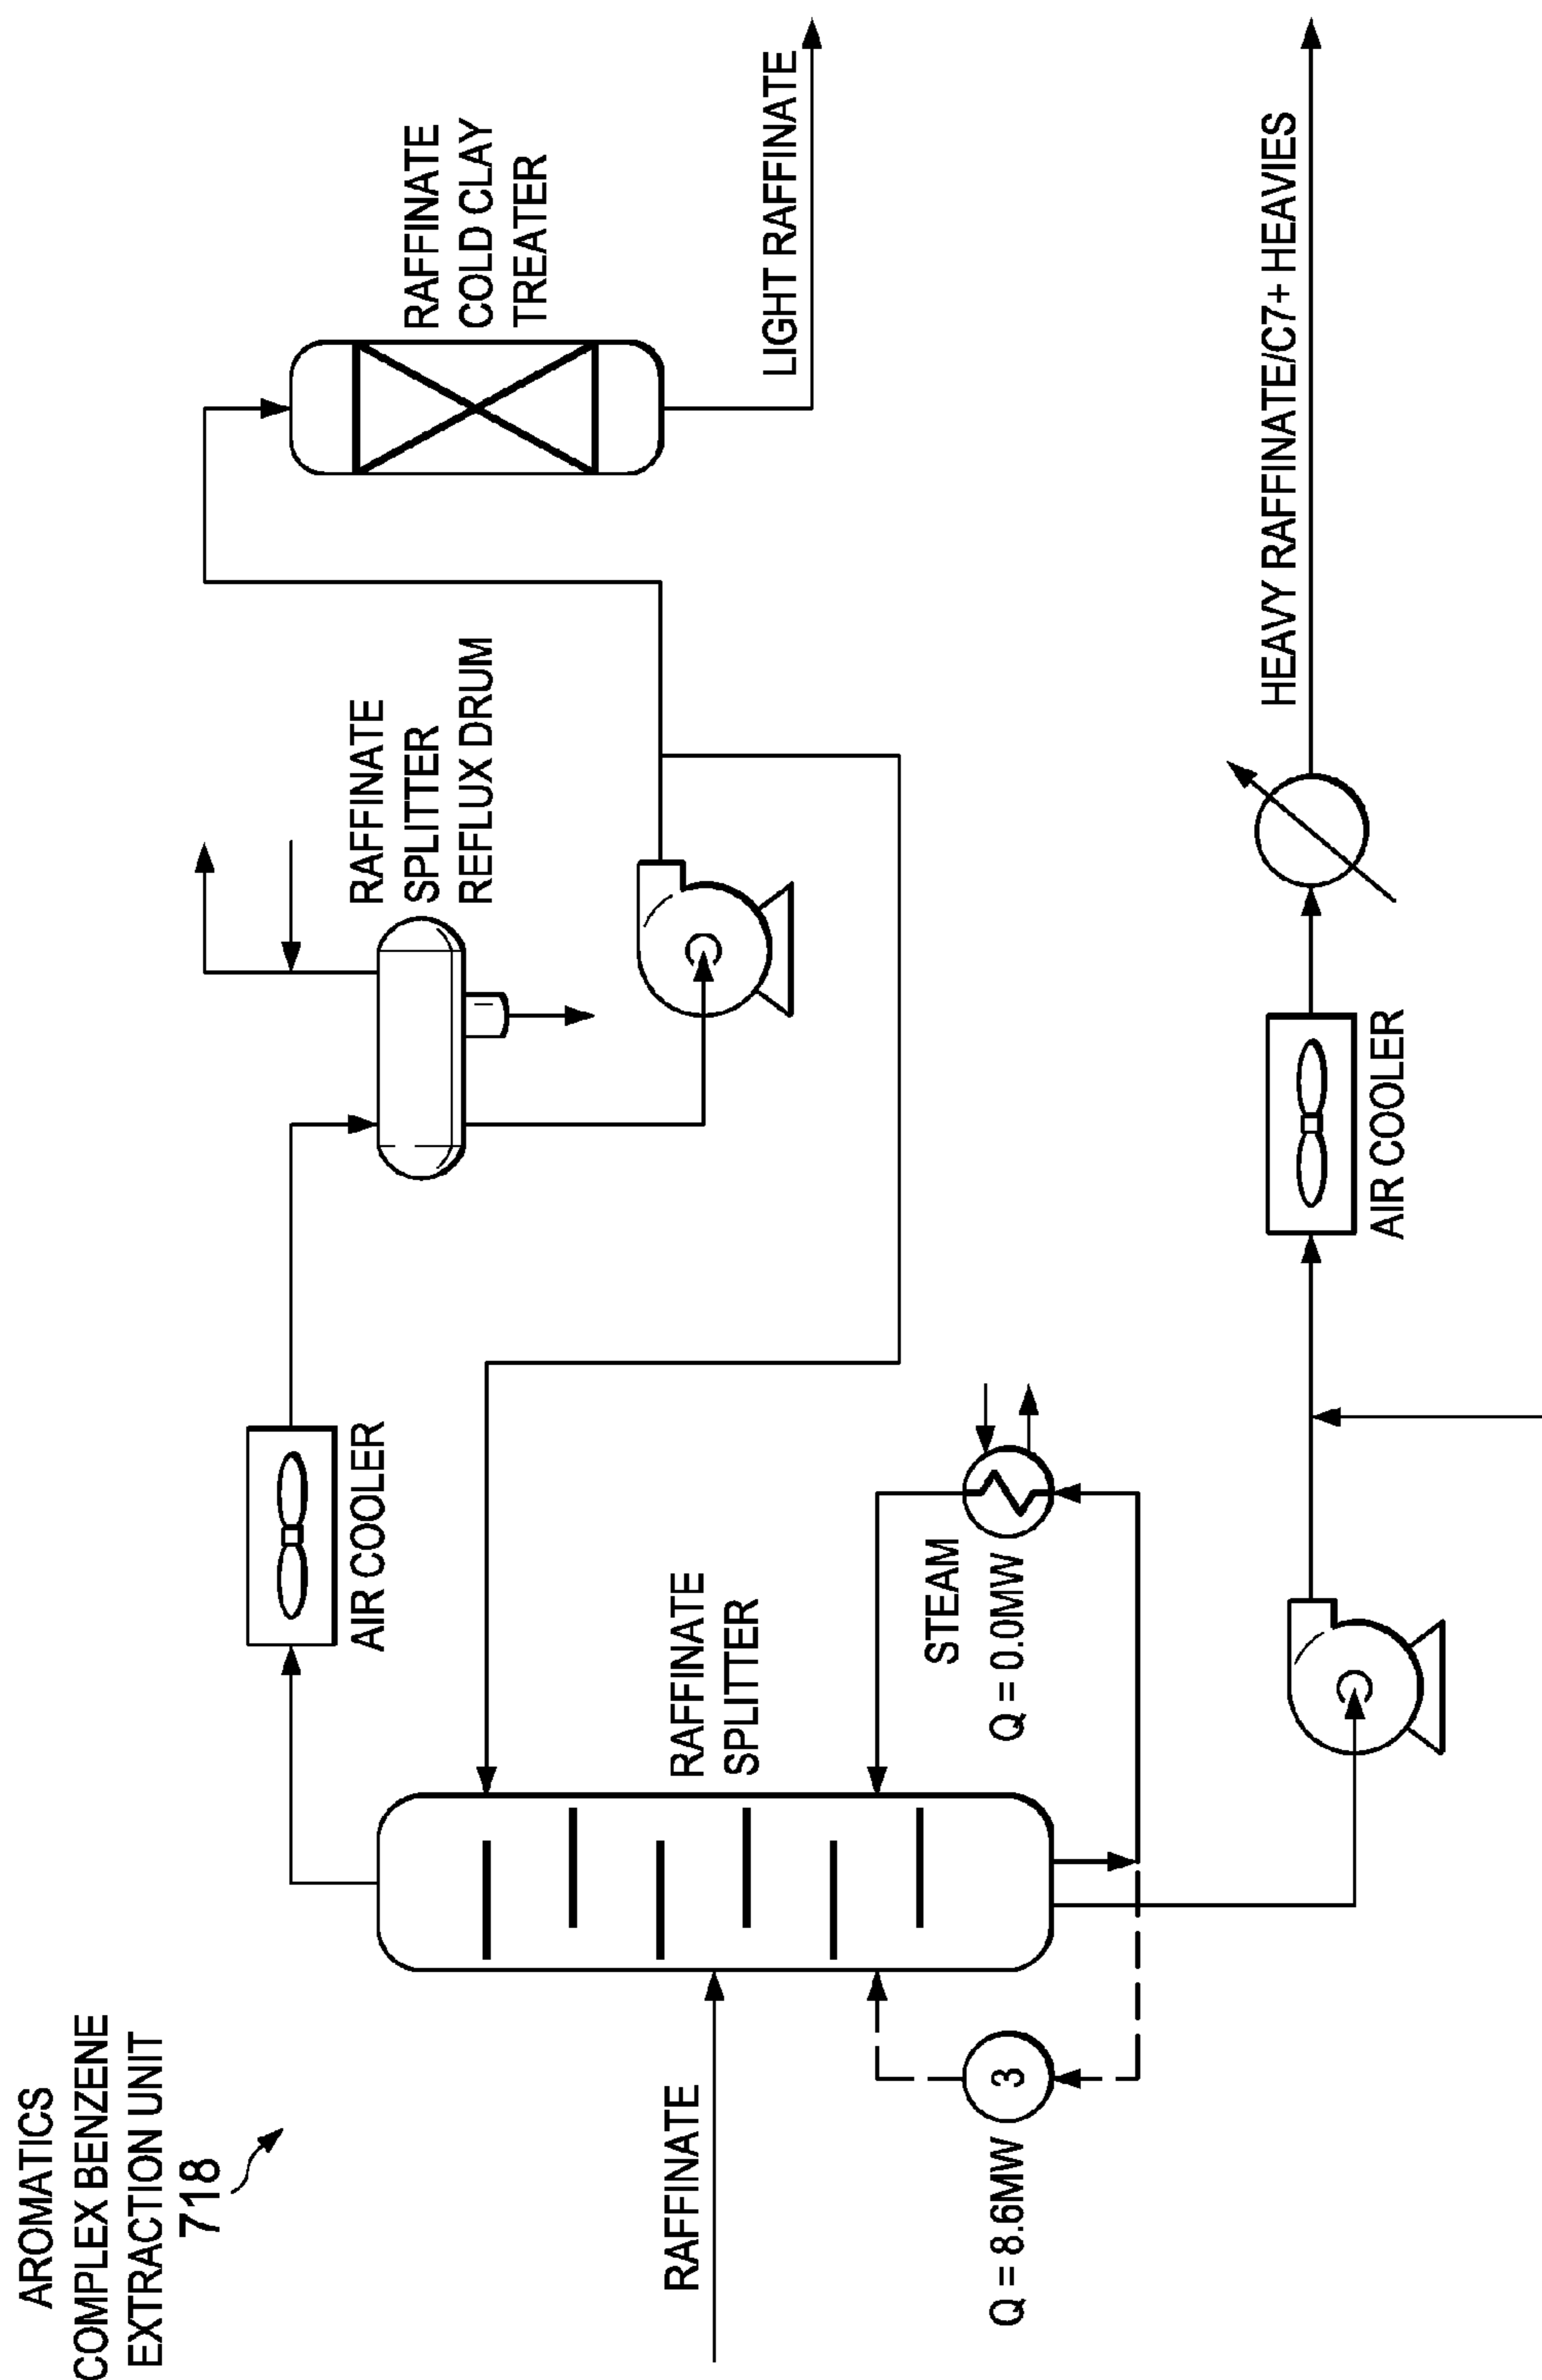 AROMATICS
COMPLEX BENZENE
EXTRACTION UNIT
718
AIR COOLER
RAFFINATE
SPLITTER
REFLUX DRUM
RAFFINATE
COLD CLAY
TREATER
RAFFINATE
RAFFINATE
SPLITTER
LIGHT RAFFINATE
STEAM
Q = 0.0MW
Q = 8.6MW
3
HEAVY RAFFINATE/C7+ HEAVIES
AIR COOLER